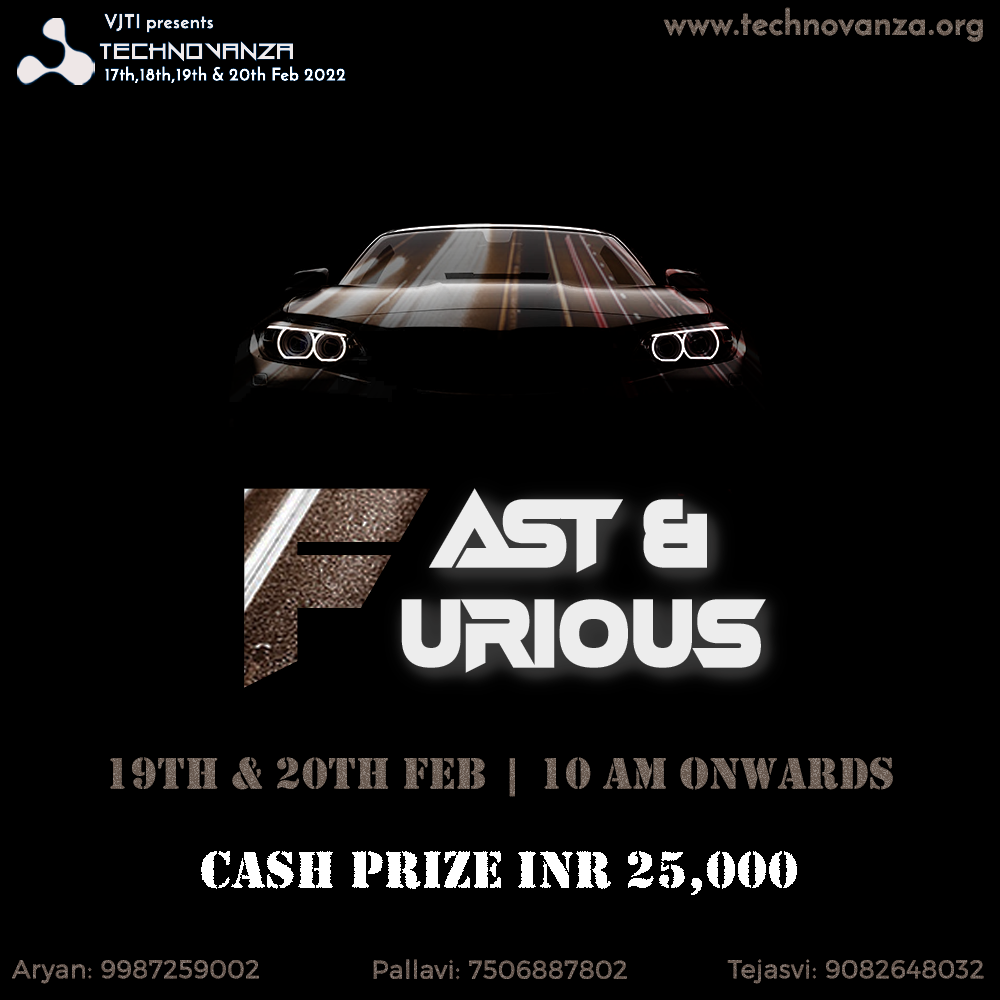 VJTI presents
TECHNOVANZA
17th,18th,19th & 20th Feb 2022
www.technovanza.org
FAST &
FURIOUS
19TH & 20TH FEB | 10 AM ONWARDS
CASH PRIZE INR 25,000
Aryan: 9987259002
Pallavi: 7506887802
Tejasvi: 9082648032